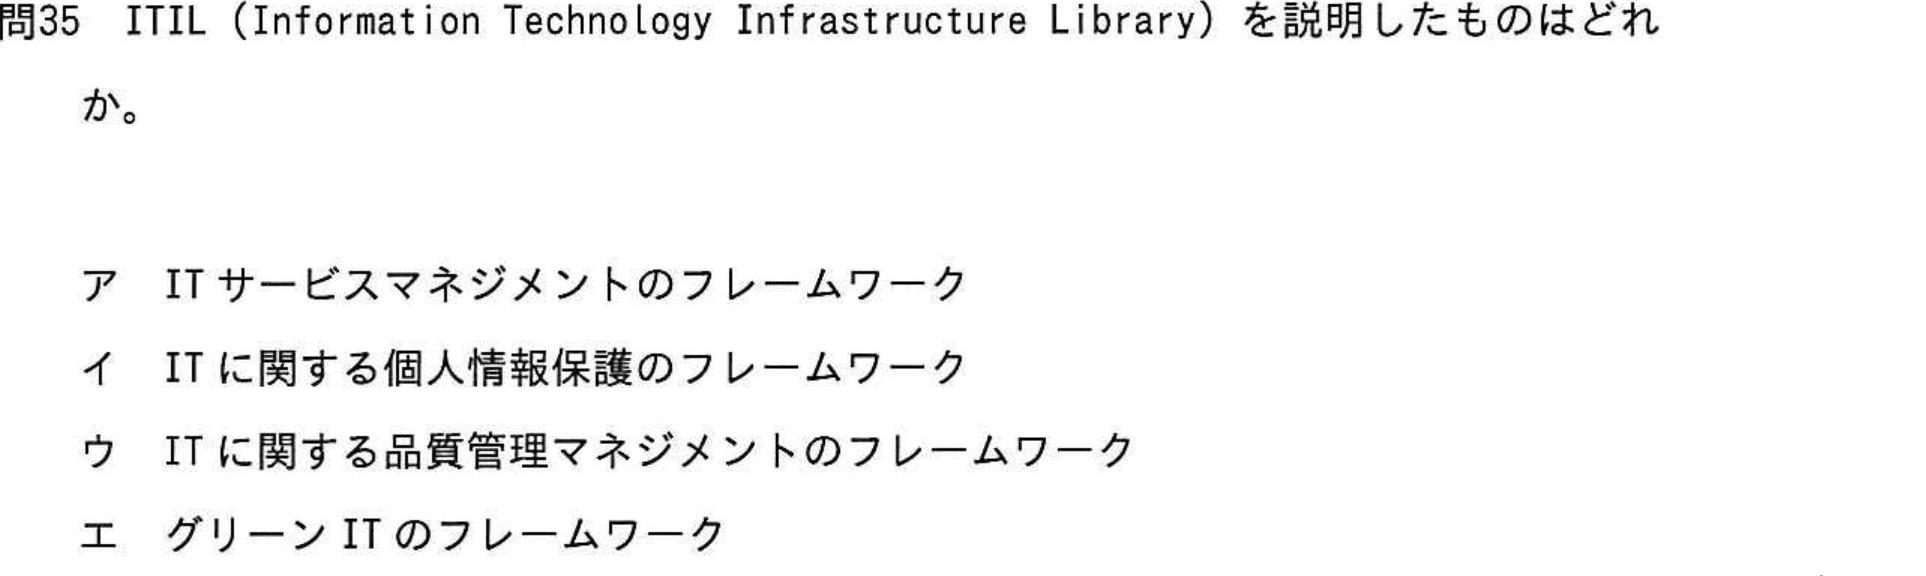 問35 ITIL (Information Technology Infrastructure Library) を説明したものはどれ
か。
ア IT サービスマネジメントのフレームワーク
イ IT に関する個人情報保護のフレームワーク
ウ IT に関する品質管理マネジメントのフレームワーク
エ グリーン IT のフレームワーク